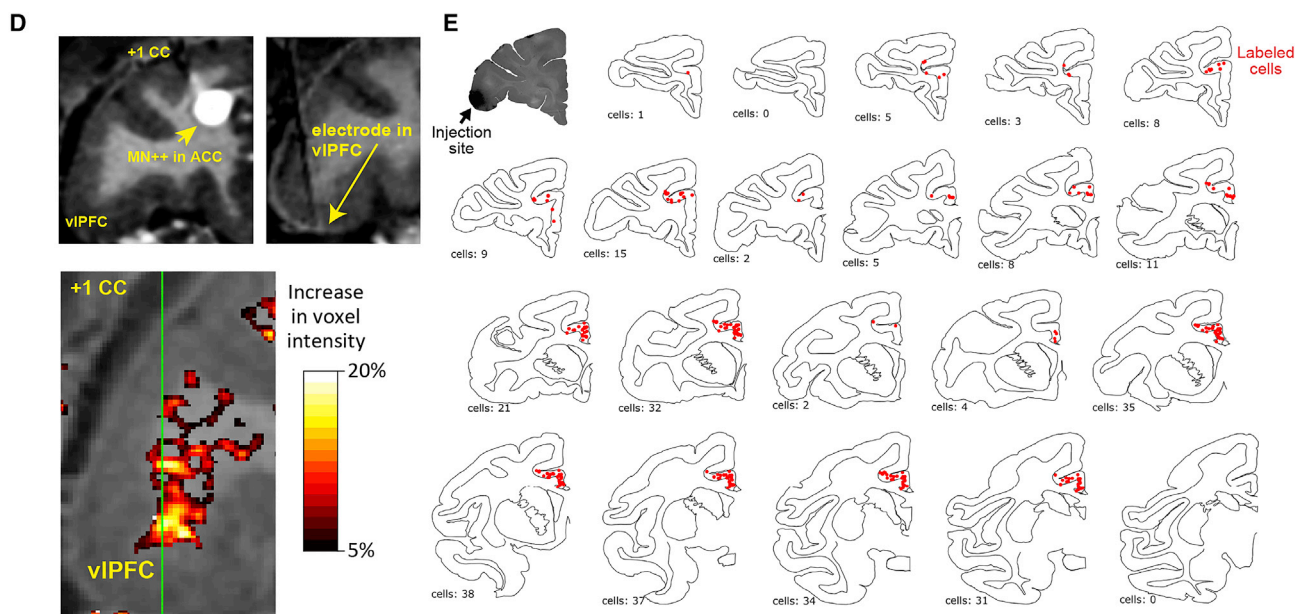 D
+1 CC
MN++ in ACC
vlPFC
electrode in
vlPFC
+1 CC
vlPFC
Increase
in voxel
intensity
20%
5%
E
Injection
site
Labeled
cells
cells: 1
cells: 0
cells: 5
cells: 3
cells: 8
cells: 9
cells: 15
cells: 2
cells: 5
cells: 8
cells: 11
cells: 21
cells: 32
cells: 2
cells: 4
cells: 35
cells: 38
cells: 37
cells: 34
cells: 31
cells: 0